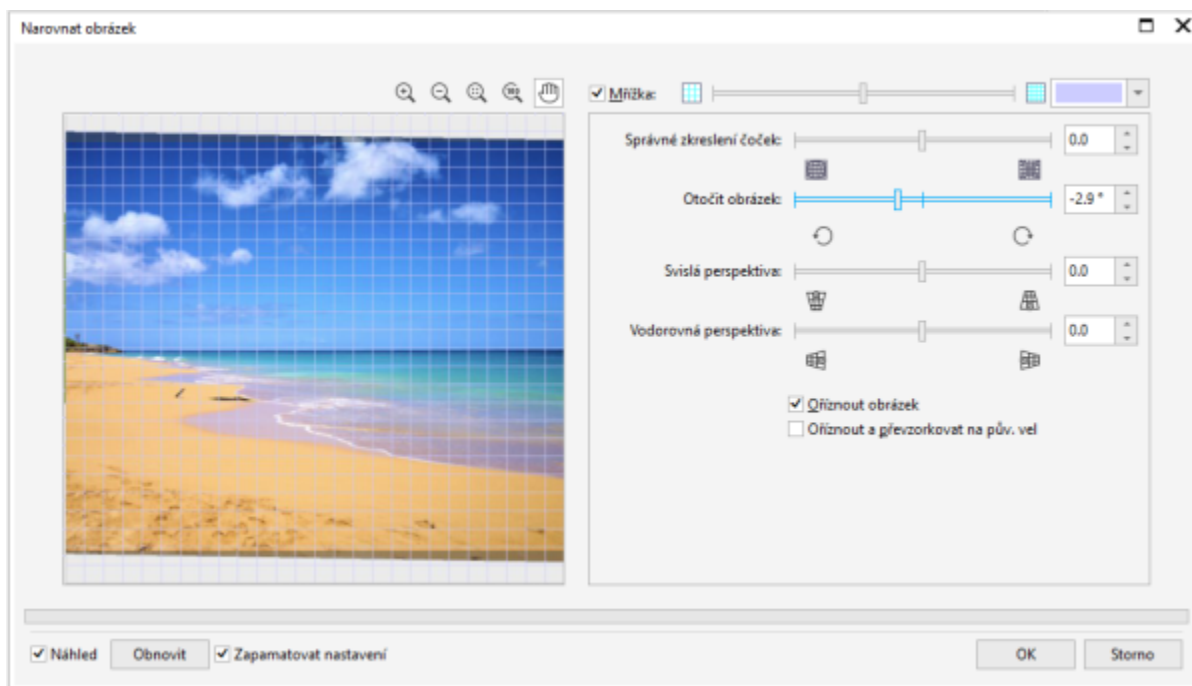 Narovnat obrázek
Mřížka:
Správné zkreslení čoček: 0.0
Otočit obrázek: -2.9 °
Svislá perspektiva: 0.0
Vodorovná perspektiva: 0.0
Oříznout obrázek
Oříznout a převzorkovat na pův. vel
Náhled Obnovit Zapamatovat nastavení OK Storno